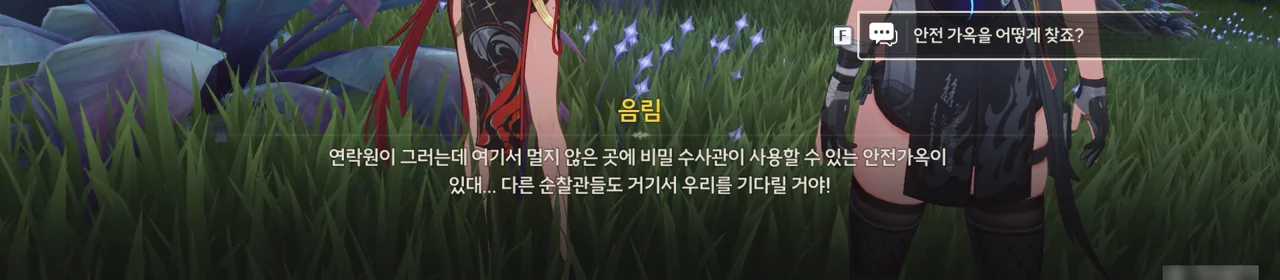 F 안전 가옥을 어떻게 찾죠?
음림
연락원이 그러는데 여기서 멀지 않은 곳에 비밀 수사관이 사용할 수 있는 안전가옥이
있대... 다른 순찰관들도 거기서 우리를 기다릴 거야!